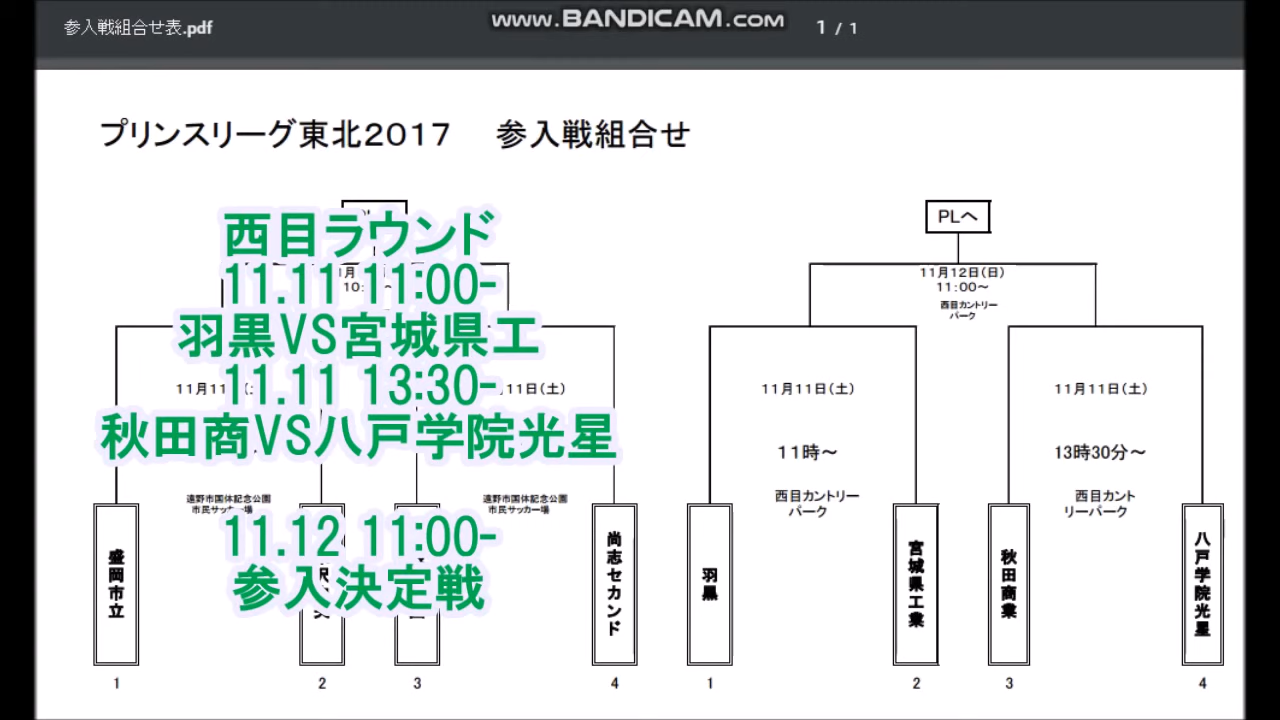 参入戦組合せ表.pdf
www.BANDICAM.com
1 / 1
プリンスリーグ東北2017 参入戦組合せ
西目ラウンド
11.11 11:00-
羽黒VS宮城県工
11.11 13:30-
秋田商VS八戸学院光星
11.12 11:00-
参入決定戦
11月11
11日(土)
遠野市国体記念公園
市民サッカー場
遠野市国体記念公園
市民サッカー場
盛岡市立
尚志セカンド
1
2
3
4
PLへ
11月12日(日)
11:00~
西目カントリー
パーク
11月11日(土)
11時~
西目カントリー
パーク
11月11日(土)
13時30分~
西目カント
リーパーク
羽黒
宮城県工業
秋田商業
八戸学院光星
1
2
3
4